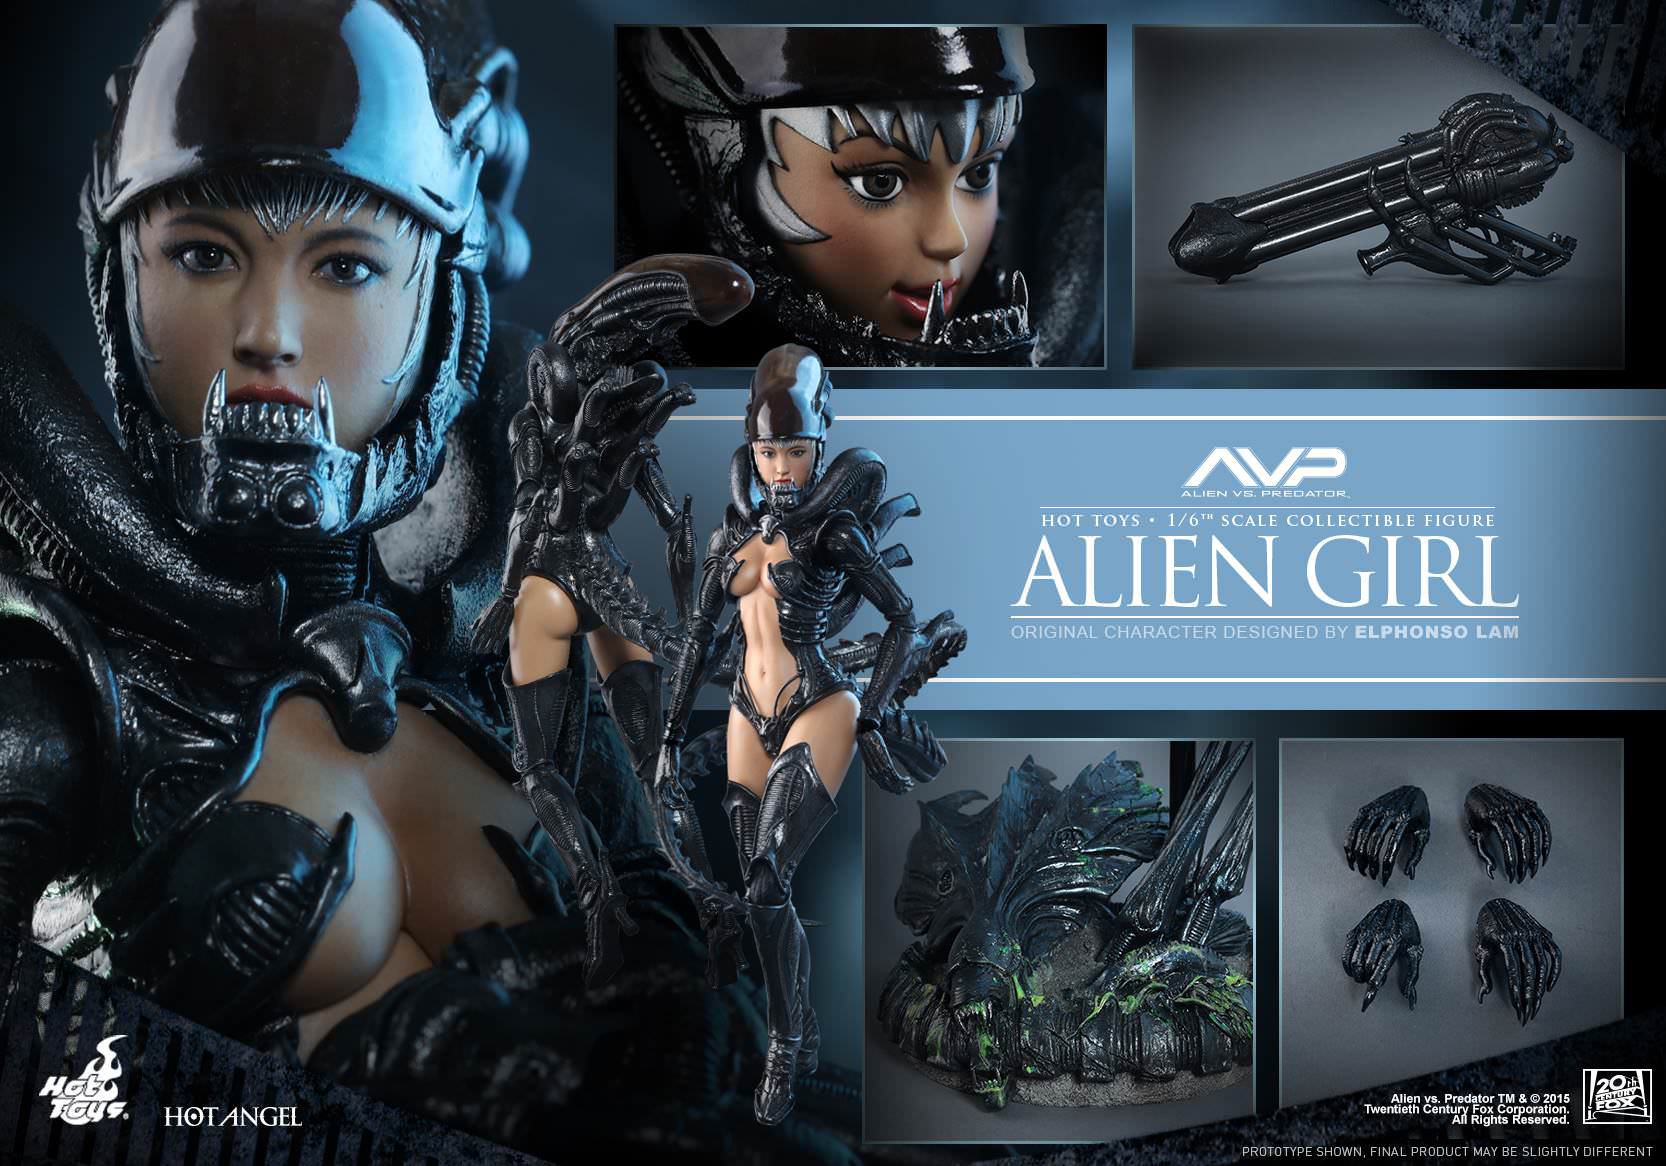 AVP
ALIEN VS. PREDATOR™
HOT TOYS • 1/6TH SCALE COLLECTIBLE FIGURE
ALIEN GIRL
ORIGINAL CHARACTER DESIGNED BY ELPHONSO LAM
Hot Toys®
HOT ANGEL
Alien vs. Predator TM & © 2015
Twentieth Century Fox Corporation.
All Rights Reserved.
20th CENTURY FOX
PROTOTYPE SHOWN, FINAL PRODUCT MAY BE SLIGHTLY DIFFERENT